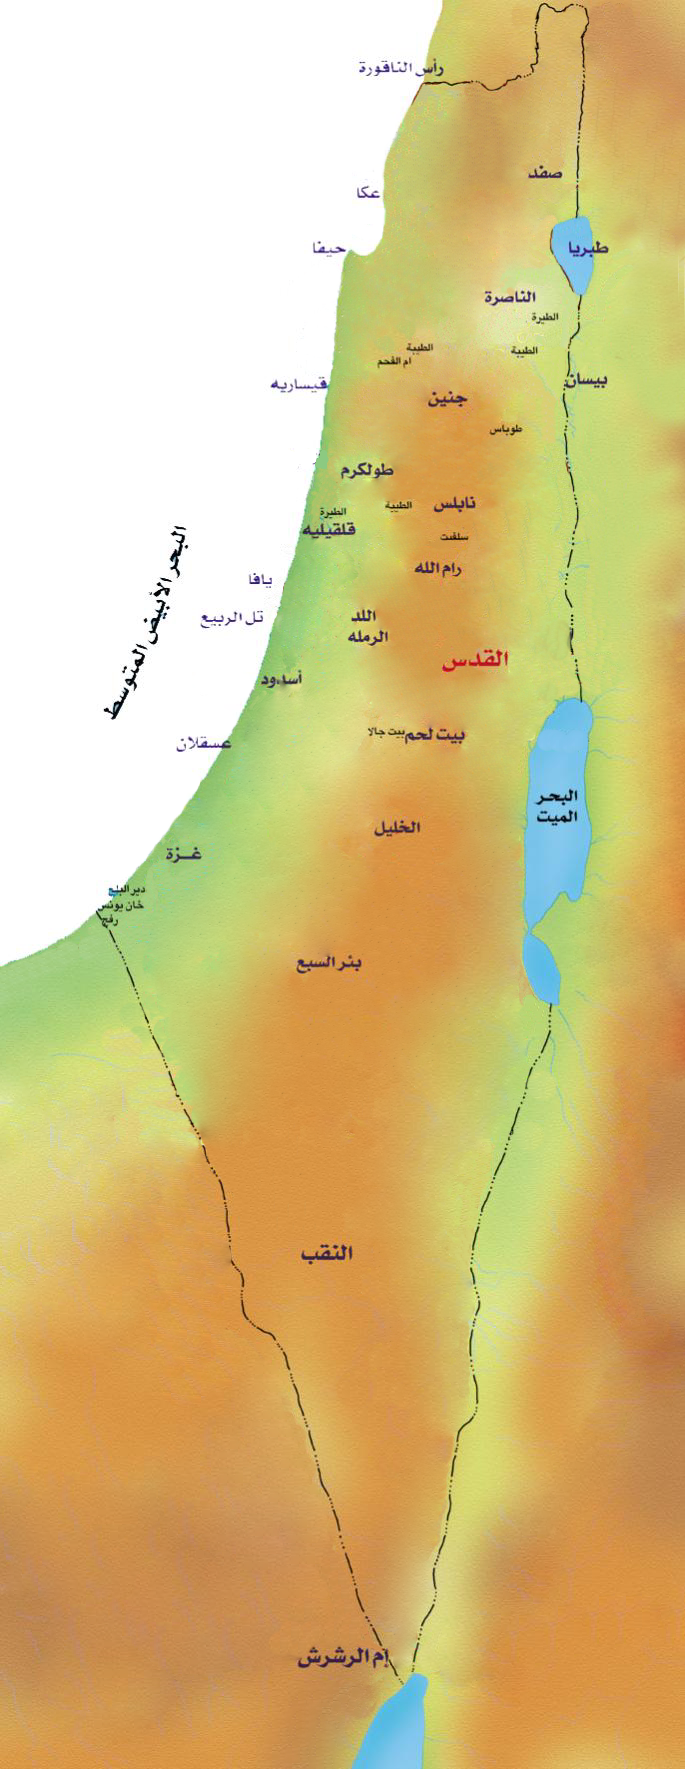 رأس الناقورة
صفد
عكا
حيفا
طبريا
الناصرة
الطيرة
الطيبة
الطيبة
ام الفحم
بيسان
قيساريه
جنين
طوباس
طولكرم
نابلس
الطيبة
الطيرة
قلقيليه
سلفيت
رام الله
البحر الأبيض المتوسط
يافا
تل الربيع
اللد
الرمله
القدس
أسدود
بيت لحم
بيت جالا
عسقلان
البحر
الميت
الخليل
غزة
دير البلح
خان يونس
رفح
بئر السبع
النقب
إم الرشرش